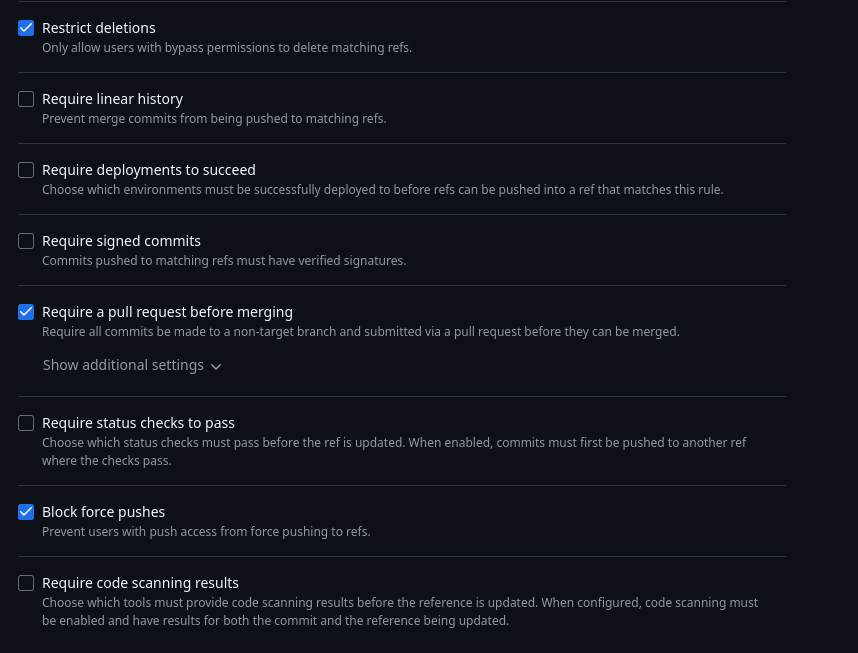 Restrict deletions
Only allow users with bypass permissions to delete matching refs.
Require linear history
Prevent merge commits from being pushed to matching refs.
Require deployments to succeed
Choose which environments must be successfully deployed to before refs can be pushed into a ref that matches this rule.
Require signed commits
Commits pushed to matching refs must have verified signatures.
Require a pull request before merging
Require all commits be made to a non-target branch and submitted via a pull request before they can be merged.
Show additional settings
Require status checks to pass
Choose which status checks must pass before the ref is updated. When enabled, commits must first be pushed to another ref
where the checks pass.
Block force pushes
Prevent users with push access from force pushing to refs.
Require code scanning results
Choose which tools must provide code scanning results before the reference is updated. When configured, code scanning must
be enabled and have results for both the commit and the reference being updated.